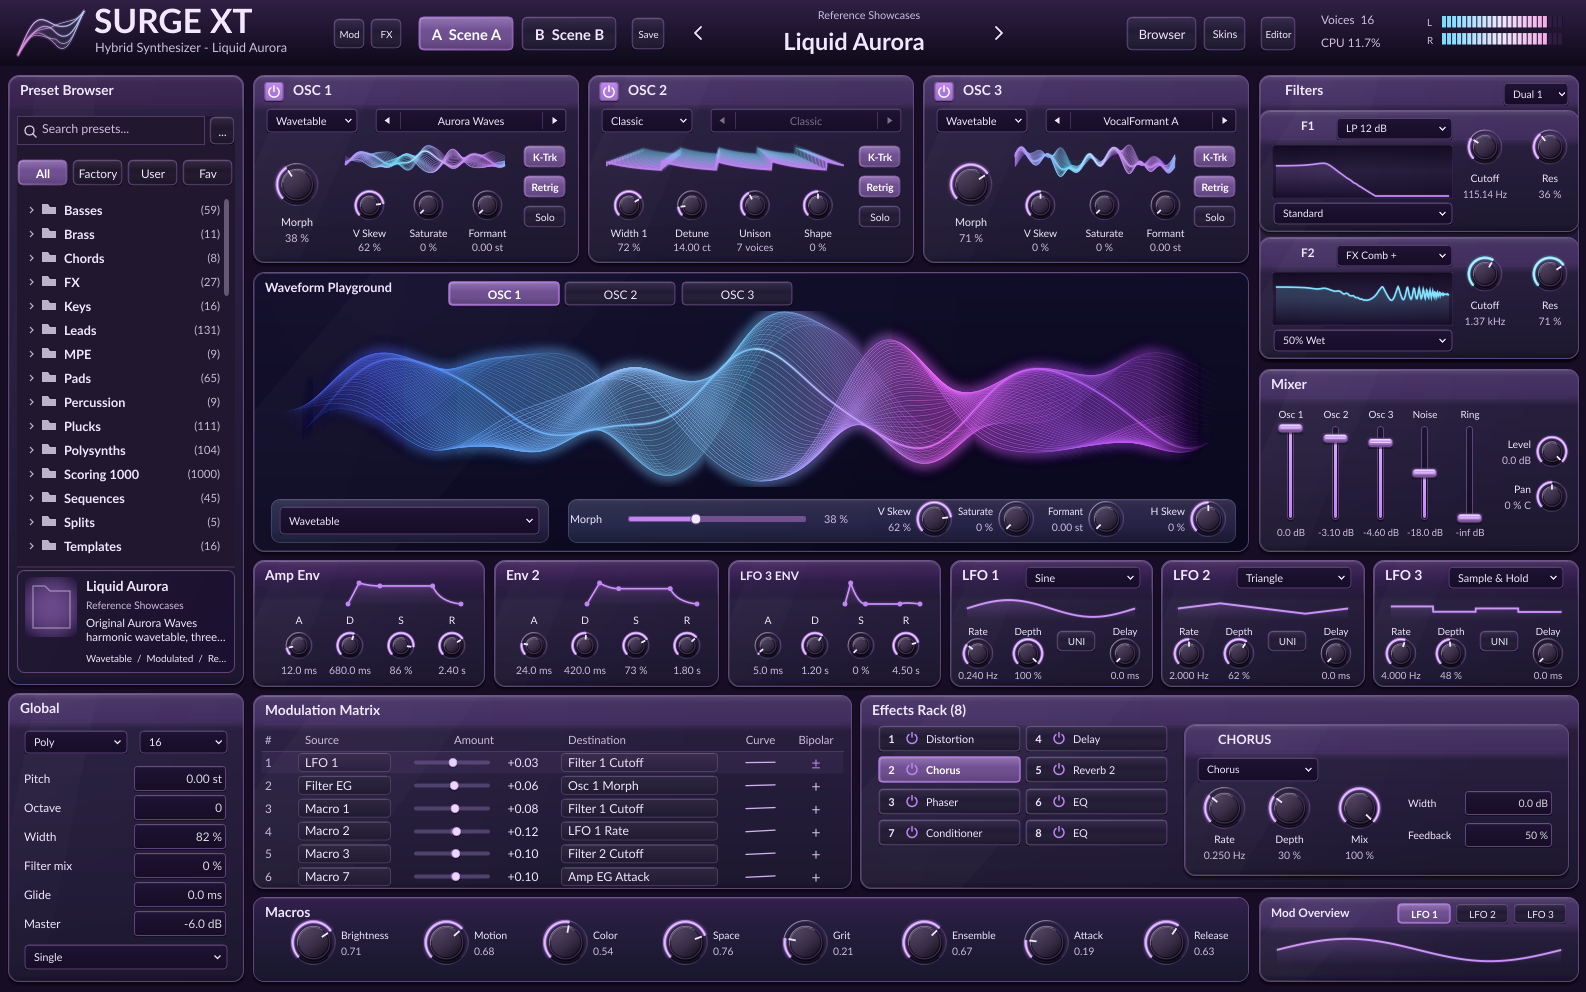 SURGE XT
Hybrid Synthesizer - Liquid Aurora
Mod
FX
A Scene A
B Scene B
Save
Reference Showcases
Liquid Aurora
Browser
Skins
Editor
Voices 16
CPU 11.7%
L
R
Preset Browser
Search presets...
...
All
Factory
User
Fav
Basses (59)
Brass (11)
Chords (8)
FX (27)
Keys (16)
Leads (131)
MPE (9)
Pads (65)
Percussion (9)
Plucks (111)
Polysynths (104)
Scoring 1000 (1000)
Sequences (45)
Splits (5)
Templates (16)
Liquid Aurora
Reference Showcases
Original Aurora Waves
harmonic wavetable, three...
Wavetable / Modulated / Re...
OSC 1
Wavetable
Aurora Waves
Morph
38 %
V Skew
62 %
Saturate
0 %
Formant
0.00 st
K-Trk
Retrig
Solo
OSC 2
Classic
Classic
Width 1
72 %
Detune
14.00 ct
Unison
7 voices
Shape
0 %
K-Trk
Retrig
Solo
OSC 3
Wavetable
VocalFormant A
Morph
71 %
V Skew
0 %
Saturate
0 %
Formant
0.00 st
K-Trk
Retrig
Solo
Filters
Dual 1
F1
LP 12 dB
Standard
Cutoff
115.14 Hz
Res
36 %
F2
FX Comb +
50% Wet
Cutoff
1.37 kHz
Res
71 %
Waveform Playground
OSC 1
OSC 2
OSC 3
Wavetable
Morph
38 %
V Skew
62 %
Saturate
0 %
Formant
0.00 st
H Skew
0 %
Mixer
Osc 1
Osc 2
Osc 3
Noise
Ring
0.0 dB
-3.10 dB
-4.60 dB
-18.0 dB
-inf dB
Level
0.0 dB
Pan
0 % C
Amp Env
A
D
S
R
12.0 ms
680.0 ms
86 %
2.40 s
Env 2
A
D
S
R
24.0 ms
420.0 ms
73 %
1.80 s
LFO 3 ENV
A
D
S
R
5.0 ms
1.20 s
0 %
4.50 s
LFO 1
Sine
Rate
0.240 Hz
Depth
100 %
UNI
Delay
0.0 ms
LFO 2
Triangle
Rate
2.000 Hz
Depth
62 %
UNI
Delay
0.0 ms
LFO 3
Sample & Hold
Rate
4.000 Hz
Depth
48 %
UNI
Delay
0.0 ms
Global
Poly
16
Pitch 0.00 st
Octave 0
Width 82 %
Filter mix 0 %
Glide 0.0 ms
Master -6.0 dB
Single
Modulation Matrix
# Source Amount Destination Curve Bipolar
1 LFO 1 +0.03 Filter 1 Cutoff ±
2 Filter EG +0.06 Osc 1 Morph +
3 Macro 1 +0.08 Filter 1 Cutoff +
4 Macro 2 +0.12 LFO 1 Rate +
5 Macro 3 +0.10 Filter 2 Cutoff +
6 Macro 7 +0.10 Amp EG Attack +
Effects Rack (8)
1 Distortion
4 Delay
2 Chorus
5 Reverb 2
3 Phaser
6 EQ
7 Conditioner
8 EQ
CHORUS
Chorus
Rate
0.250 Hz
Depth
30 %
Mix
100 %
Width 0.0 dB
Feedback 50 %
Macros
Brightness
0.71
Motion
0.68
Color
0.54
Space
0.76
Grit
0.21
Ensemble
0.67
Attack
0.19
Release
0.63
Mod Overview
LFO 1
LFO 2
LFO 3